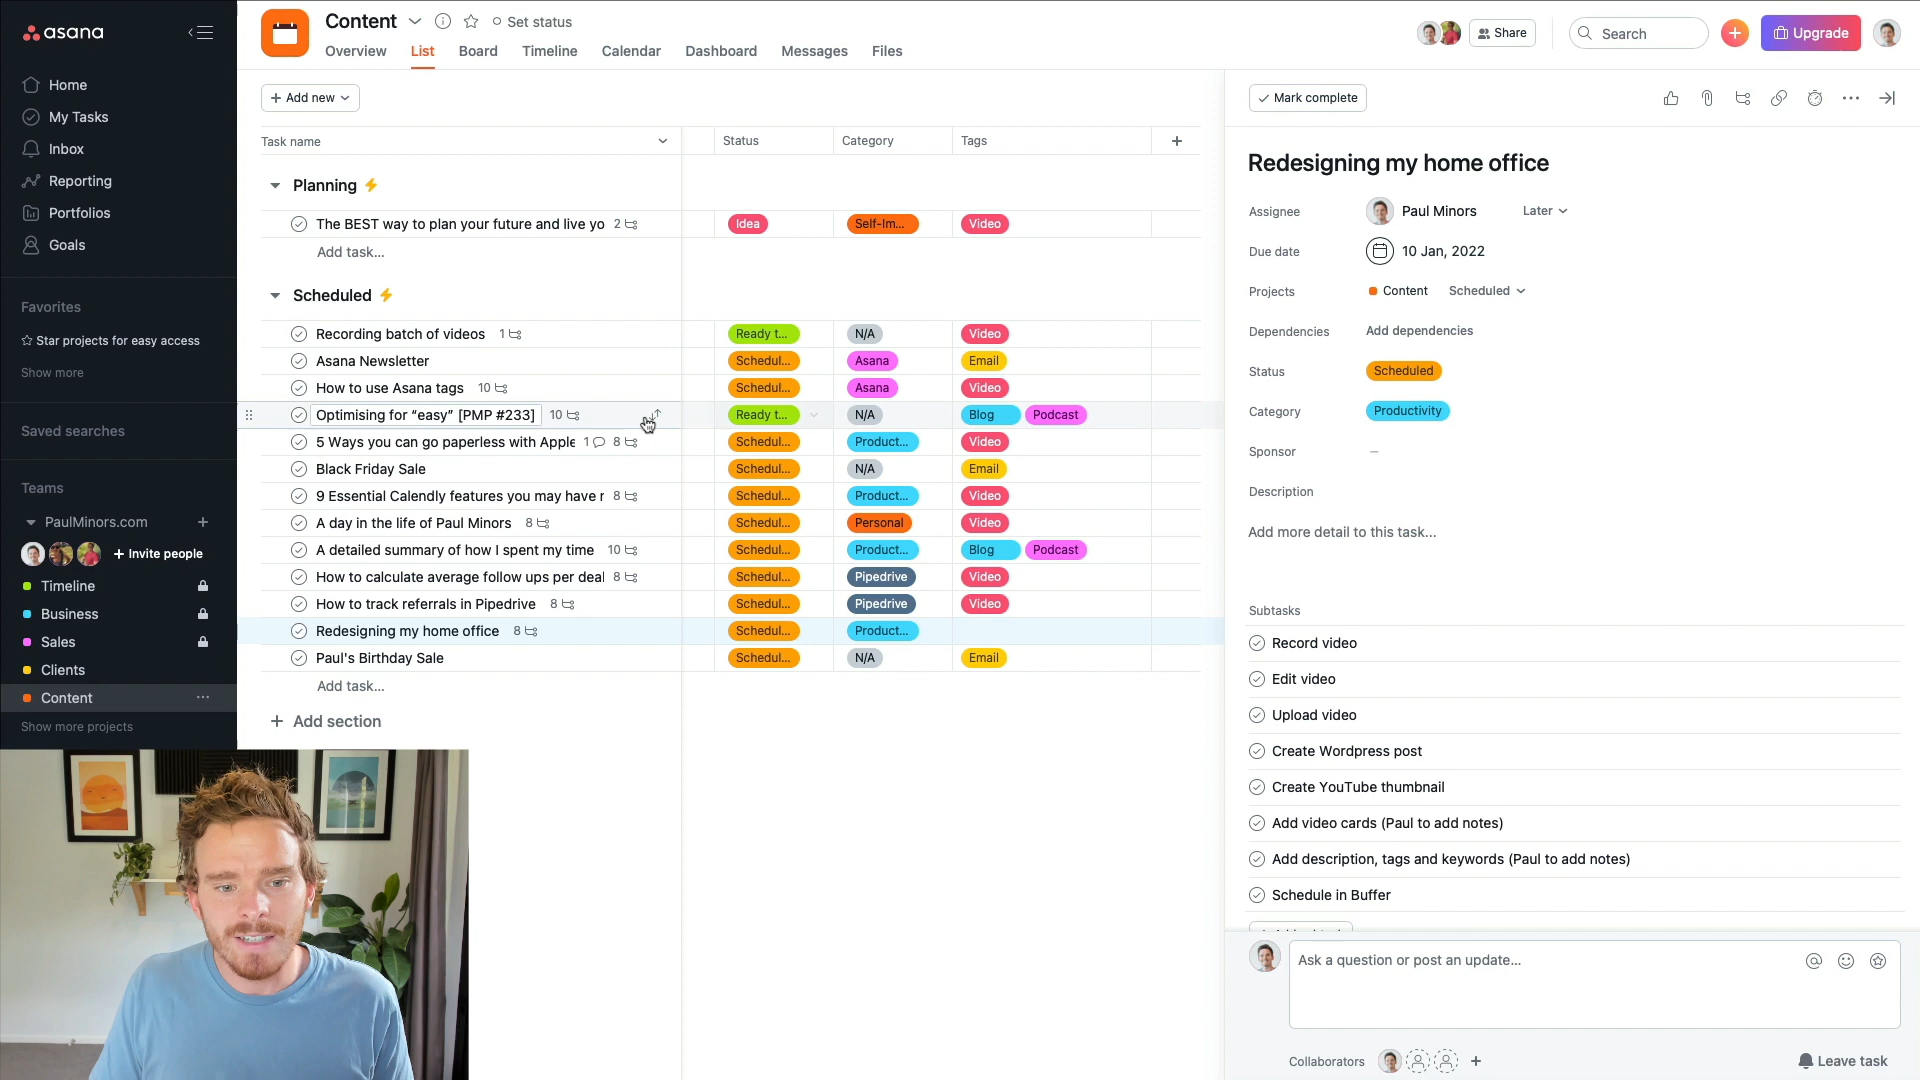 asana
Home
My Tasks
Inbox
Reporting
Portfolios
Goals
Favorites
Star projects for easy access
Show more
Saved searches
Teams
PaulMinors.com
Invite people
Timeline
Business
Sales
Clients
Content
Show more projects
Content
Set status
Overview List Board Timeline Calendar Dashboard Messages Files
Share
Search
Upgrade
Add new
Task name Status Category Tags
Planning
The BEST way to plan your future and live yo 2 Idea Self-Im... Video
Add task...
Scheduled
Recording batch of videos 1 Ready t... N/A Video
Asana Newsletter Schedul... Asana Email
How to use Asana tags 10 Schedul... Asana Video
Optimising for “easy” [PMP #233] 10 Ready t... N/A Blog Podcast
5 Ways you can go paperless with Apple 1 8 Schedul... Product... Video
Black Friday Sale Schedul... N/A Email
9 Essential Calendly features you may have r 8 Schedul... Product... Video
A day in the life of Paul Minors 8 Schedul... Personal Video
A detailed summary of how I spent my time 10 Schedul... Product... Blog Podcast
How to calculate average follow ups per deal 8 Schedul... Pipedrive Video
How to track referrals in Pipedrive 8 Schedul... Pipedrive Video
Redesigning my home office 8 Schedul... Product...
Paul's Birthday Sale Schedul... N/A Email
Add task...
Add section
Mark complete
Redesigning my home office
Assignee Paul Minors Later
Due date 10 Jan, 2022
Projects Content Scheduled
Dependencies Add dependencies
Status Scheduled
Category Productivity
Sponsor —
Description
Add more detail to this task...
Subtasks
Record video
Edit video
Upload video
Create Wordpress post
Create YouTube thumbnail
Add video cards (Paul to add notes)
Add description, tags and keywords (Paul to add notes)
Schedule in Buffer
Ask a question or post an update...
Collaborators
Leave task